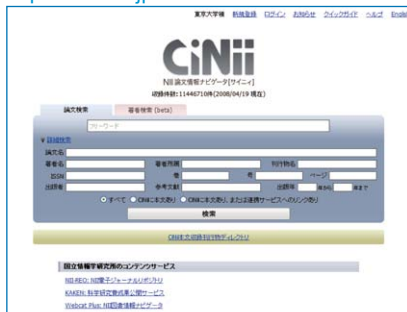 東京大学様 新規登録 ログイン お知らせ クイックガイド ヘルプ English
CiNii
NII 論文情報ナビゲータ[サイニィ]
収録件数:11446710件(2008/04/19 現在)
論文検索 著者検索 [beta]
フリーワード
詳細検索
論文名
著者名 著者所属 刊行物名
ISSN 巻 号 ページ
出版者 参考文献 出版年 年から 年まで
すべて CiNiiに本文あり CiNiiに本文あり、または連携サービスへのリンクあり
検索
CiNii本文収録刊行物ディレクトリ
国立情報学研究所のコンテンツサービス
NII-REO: NII電子ジャーナルリポジトリ
KAKEN: 科学研究費成果公開サービス
Webcat Plus: NII図書情報ナビゲータ